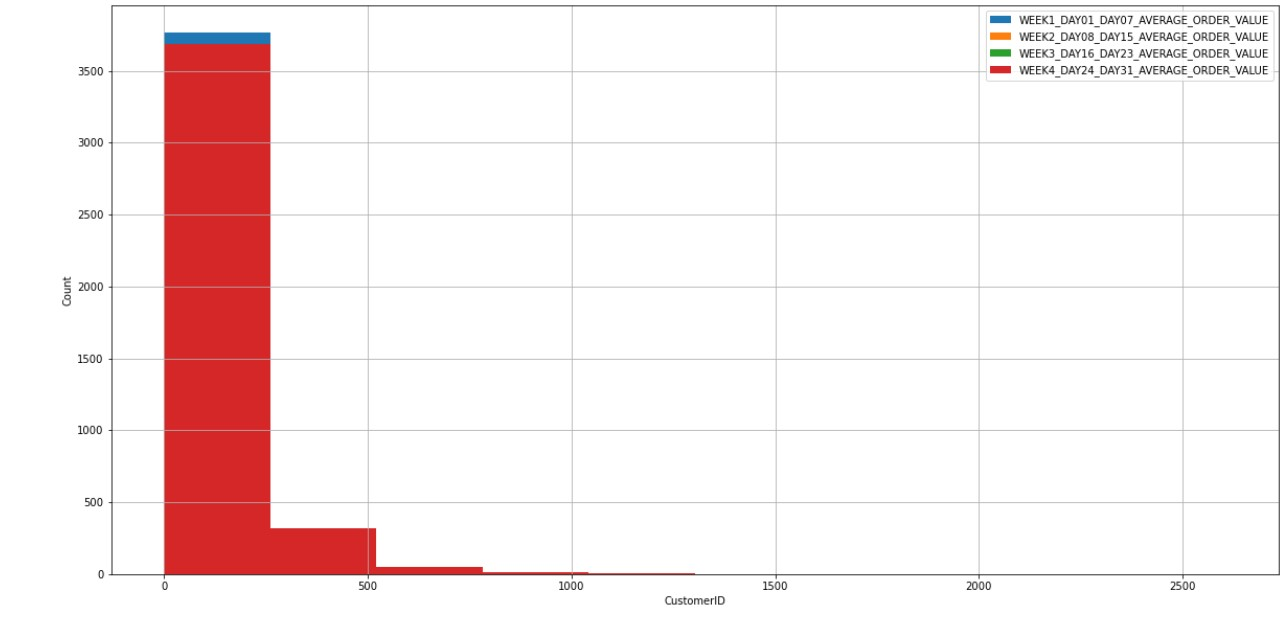 WEEK1_DAY01_DAY07_AVERAGE_ORDER_VALUE
WEEK2_DAY08_DAY15_AVERAGE_ORDER_VALUE
WEEK3_DAY16_DAY23_AVERAGE_ORDER_VALUE
WEEK4_DAY24_DAY31_AVERAGE_ORDER_VALUE
3500
3000
2500
2000
Count
1500
1000
500
0
0 500 1000 1500 2000 2500
CustomerID